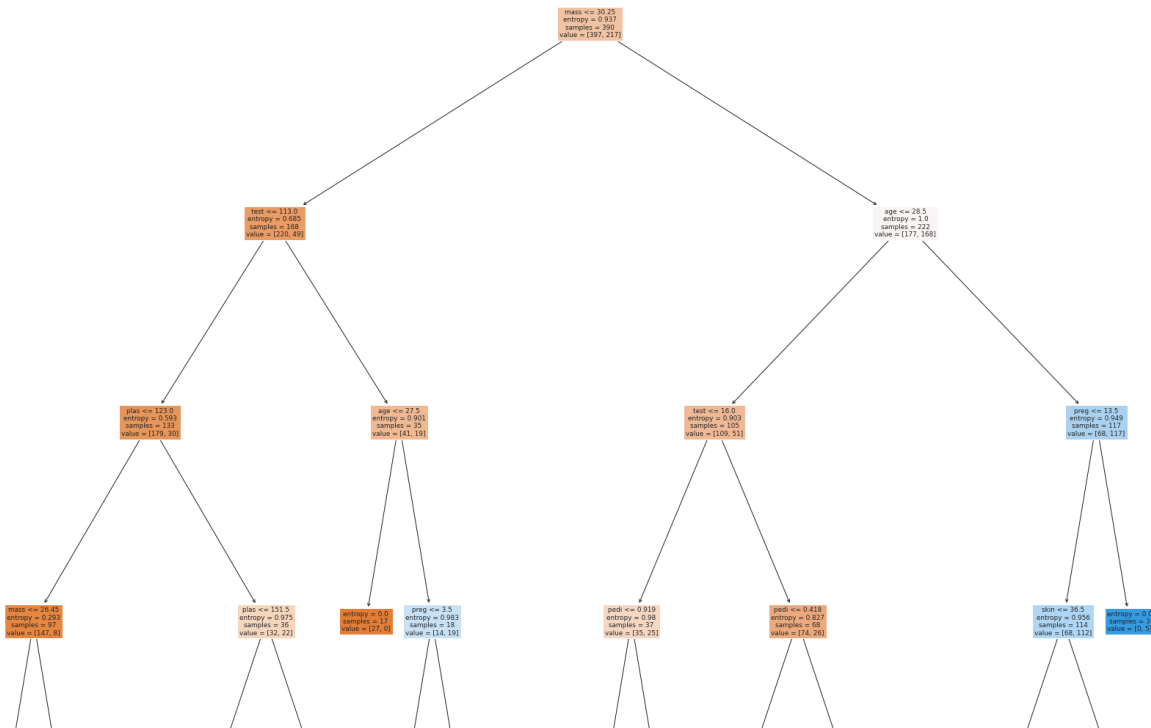 mass <= 30.25
entropy = 0.937
samples = 390
value = [397, 217]
test <= 113.0
entropy = 0.685
samples = 168
value = [220, 49]
age <= 28.5
entropy = 1.0
samples = 222
value = [177, 168]
plas <= 123.0
entropy = 0.593
samples = 133
value = [179, 30]
age <= 27.5
entropy = 0.901
samples = 35
value = [41, 19]
test <= 16.0
entropy = 0.903
samples = 105
value = [109, 51]
preg <= 13.5
entropy = 0.949
samples = 117
value = [68, 117]
mass <= 26.45
entropy = 0.293
samples = 97
value = [147, 8]
plas <= 151.5
entropy = 0.975
samples = 36
value = [32, 22]
entropy = 0.0
samples = 17
value = [27, 0]
preg <= 3.5
entropy = 0.983
samples = 18
value = [14, 19]
pedi <= 0.919
entropy = 0.98
samples = 37
value = [35, 25]
pedi <= 0.418
entropy = 0.827
samples = 68
value = [74, 26]
skin <= 36.5
entropy = 0.956
samples = 114
value = [68, 112]
entropy = 0.
samples = 3
value = [0, 5